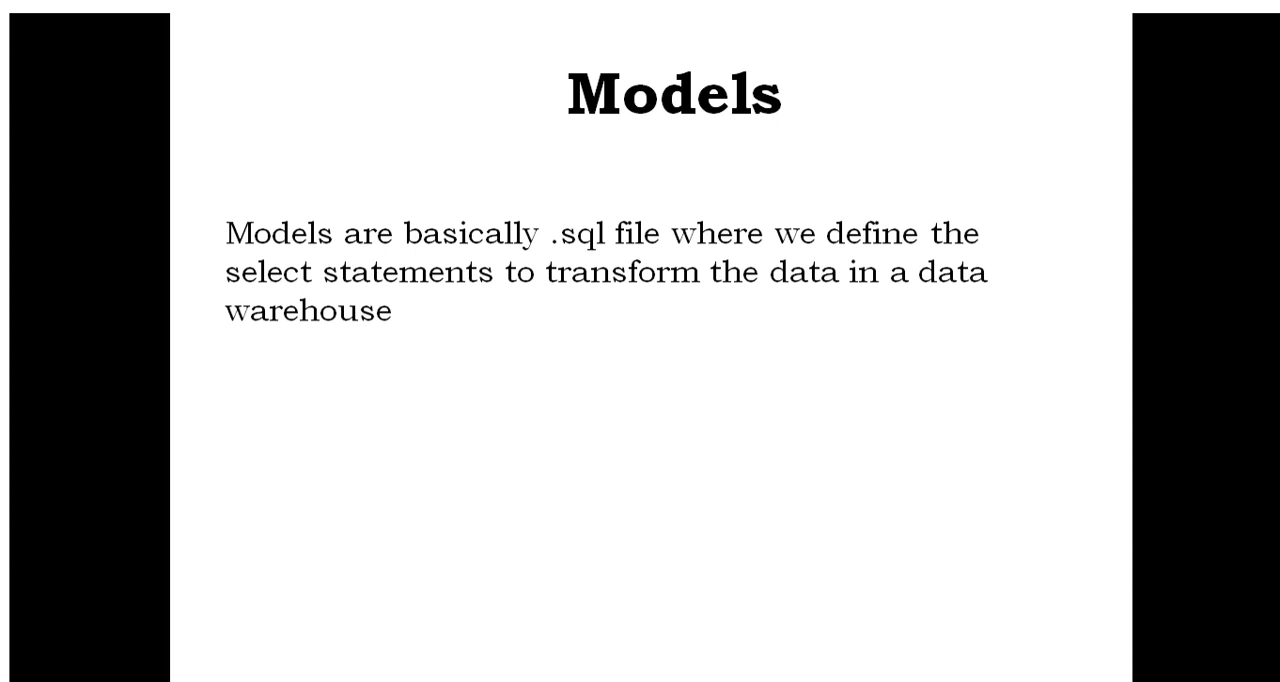 Models
Models are basically .sql file where we define the
select statements to transform the data in a data
warehouse